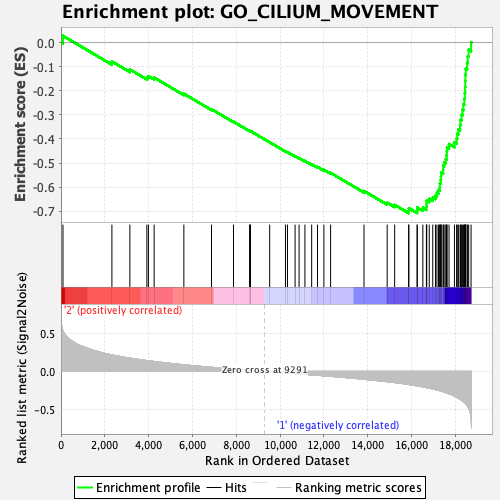 Enrichment plot: GO_CILIUM_MOVEMENT
Enrichment score (ES)
0.0
-0.1
-0.2
-0.3
-0.4
-0.5
-0.6
-0.7
'2' (positively correlated)
Zero cross at 9291
'1' (negatively correlated)
Ranked list metric (Signal2Noise)
0.5
0.0
-0.5
0 2,000 4,000 6,000 8,000 10,000 12,000 14,000 16,000 18,000
Rank in Ordered Dataset
Enrichment profile Hits Ranking metric scores